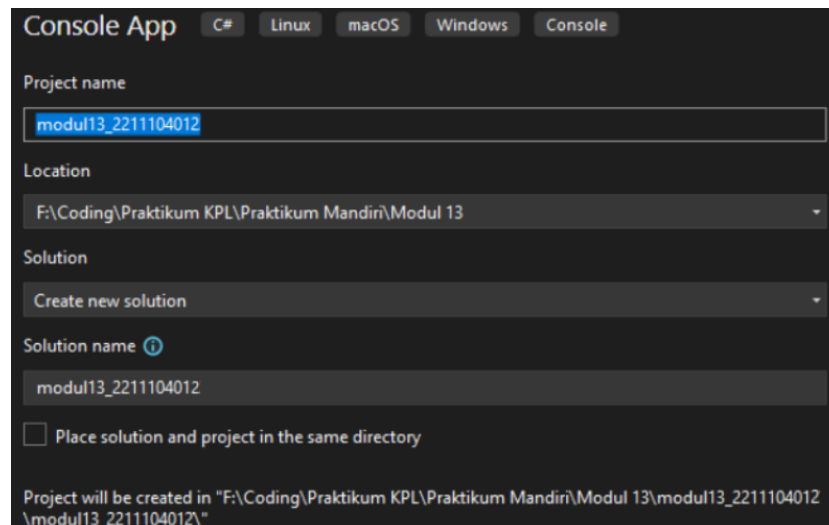 Console App C# Linux macOS Windows Console
Project name
modul13_2211104012
Location
F:\Coding\Praktikum KPL\Praktikum Mandiri\Modul 13
Solution
Create new solution
Solution name
modul13_2211104012
Place solution and project in the same directory
Project will be created in "F:\Coding\Praktikum KPL\Praktikum Mandiri\Modul 13\modul13_2211104012
\modul13_2211104012\"